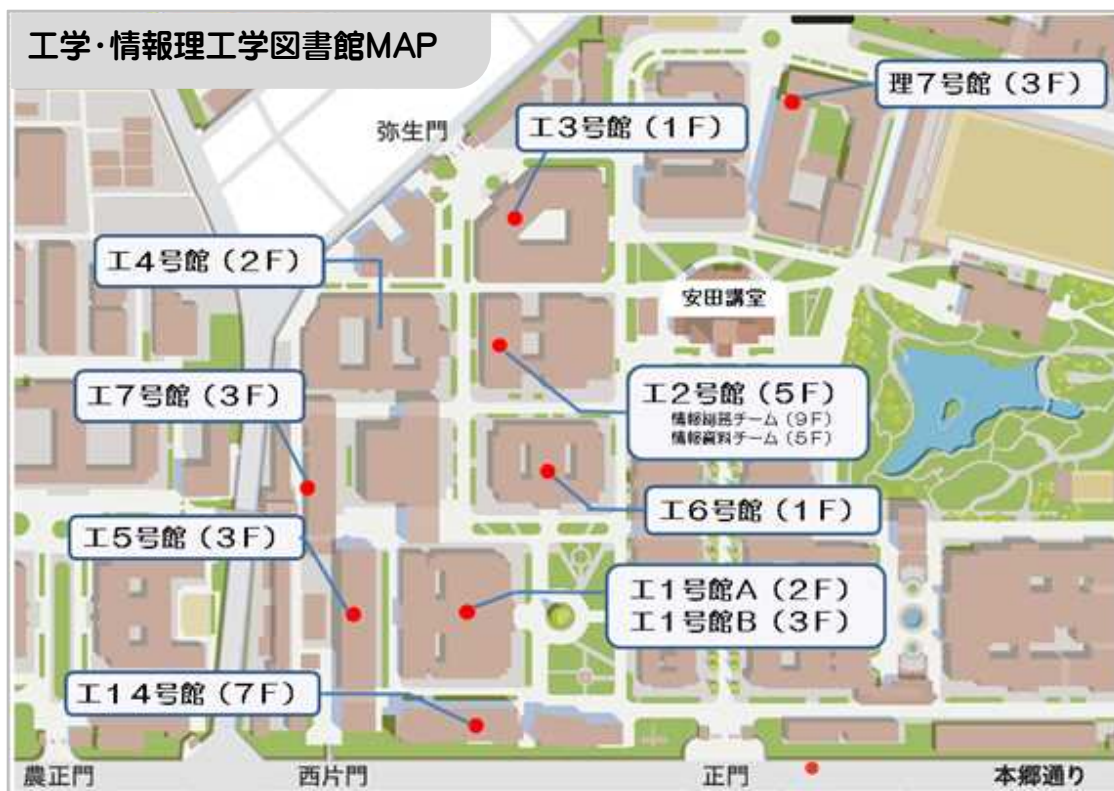 工学・情報理工学図書館MAP
理7号館（3F）
弥生門
工3号館（1F）
工4号館（2F）
安田講堂
工7号館（3F）
工2号館（5F）
情報総務チーム（9F）
情報資料チーム（5F）
工6号館（1F）
工5号館（3F）
工1号館A（2F）
工1号館B（3F）
工14号館（7F）
農正門
西片門
正門
本郷通り